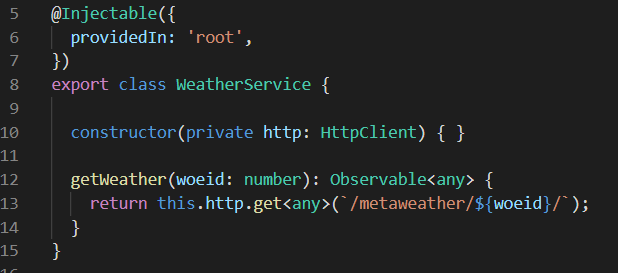 5 @Injectable({
6 providedIn: 'root',
7 })
8 export class WeatherService {
9
10 constructor(private http: HttpClient) { }
11
12 getWeather(woeid: number): Observable<any> {
13 return this.http.get<any>(`/metaweather/${woeid}/`);
14 }
15 }